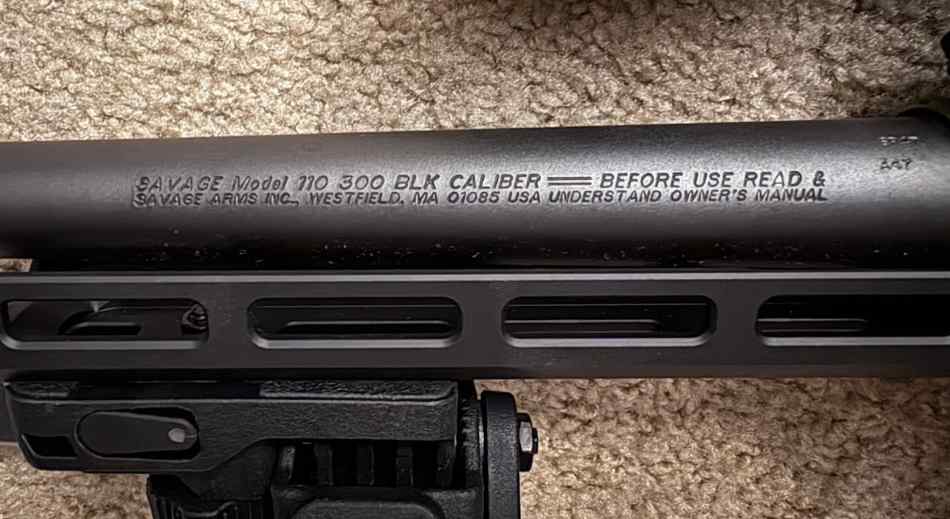 SAVAGE Model 110 300 BLK CALIBER BEFORE USE READ &
SAVAGE ARMS INC., WESTFIELD, MA 01085 USA UNDERSTAND OWNER'S MANUAL